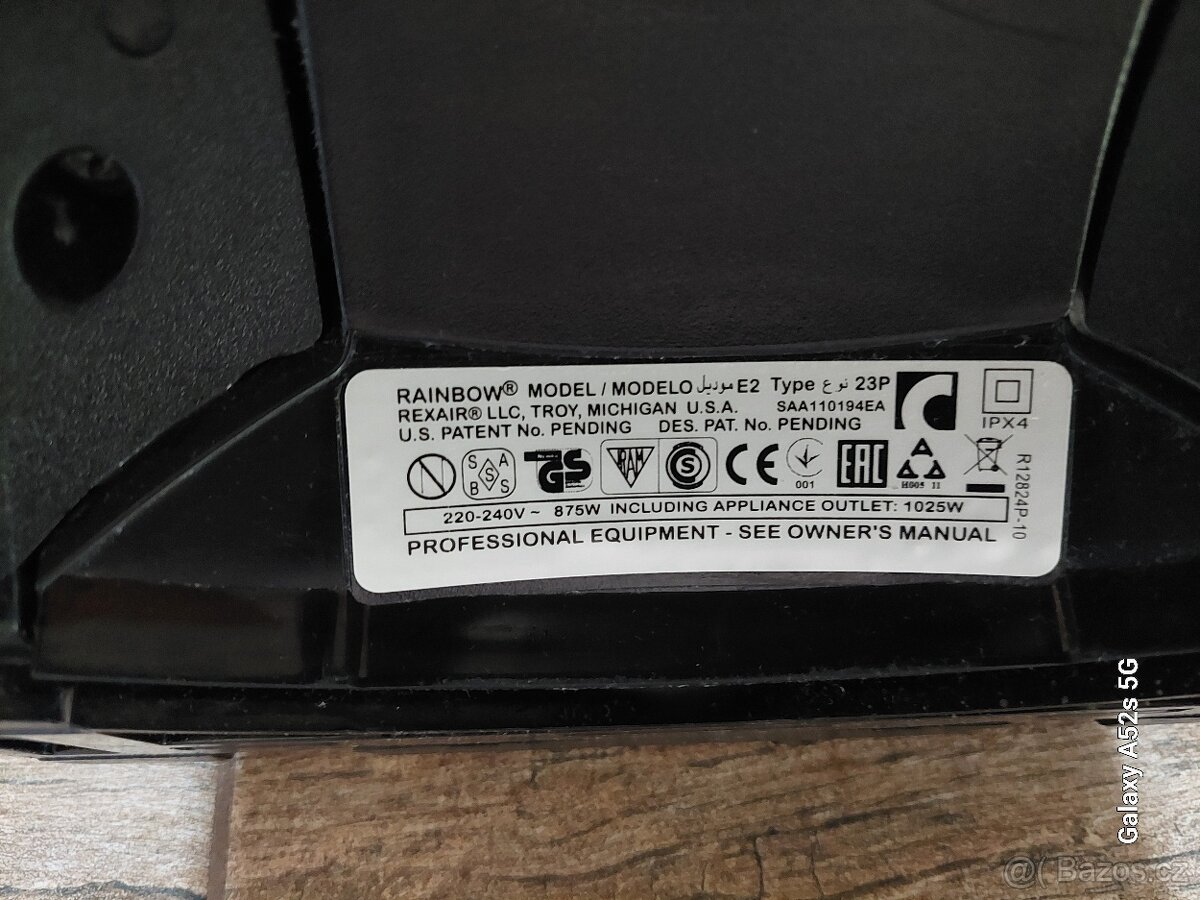 RAINBOW® MODEL / MODELO موديل E2 Type نوع 23P
REXAIR® LLC, TROY, MICHIGAN U.S.A. SAA110194EA
U.S. PATENT No. PENDING DES. PAT. No. PENDING
IPX4
S A B S S
GS
RAM
S
CE
001
EAC
H005 11
R12824P-10
220-240V ~ 875W INCLUDING APPLIANCE OUTLET: 1025W
PROFESSIONAL EQUIPMENT - SEE OWNER'S MANUAL
Galaxy A52s 5G
@( Bazos.cz